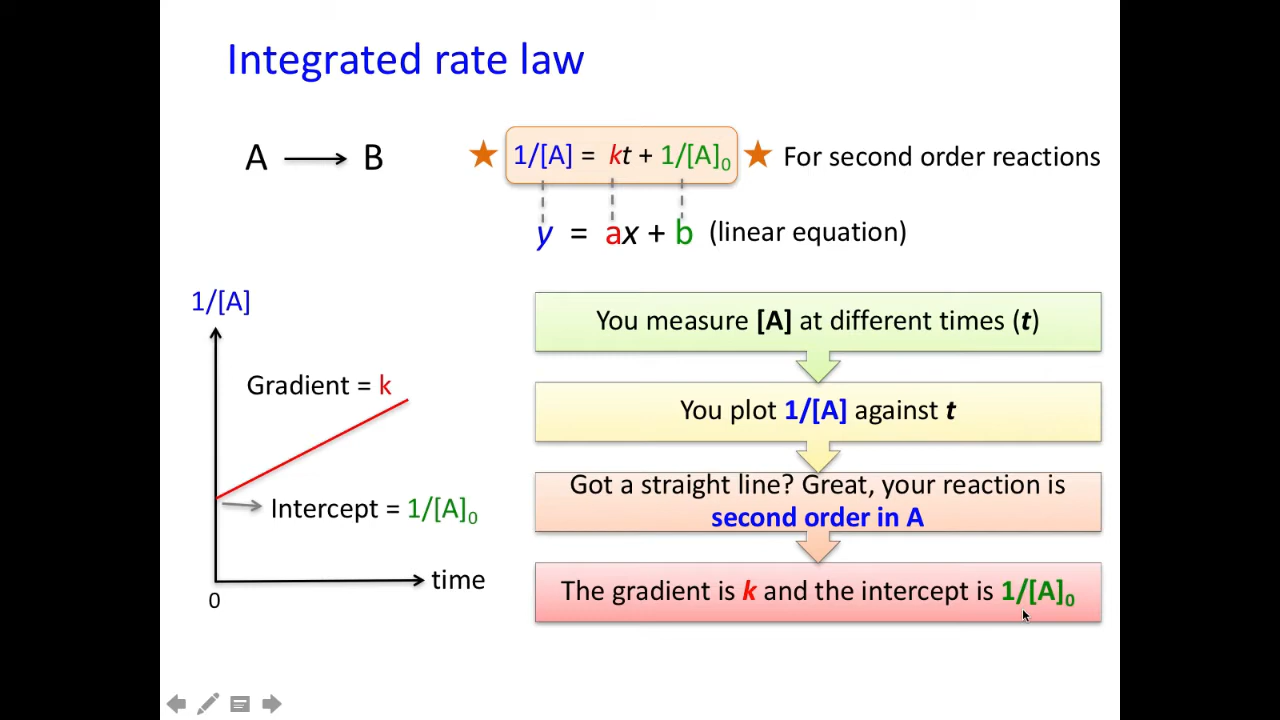 Integrated rate law
A ⟶ B
★ 1/[A] = kt + 1/[A]₀ ★ For second order reactions
y = ax + b (linear equation)
1/[A]
Gradient = k
Intercept = 1/[A]₀
time
0
You measure [A] at different times (t)
You plot 1/[A] against t
Got a straight line? Great, your reaction is
second order in A
The gradient is k and the intercept is 1/[A]₀